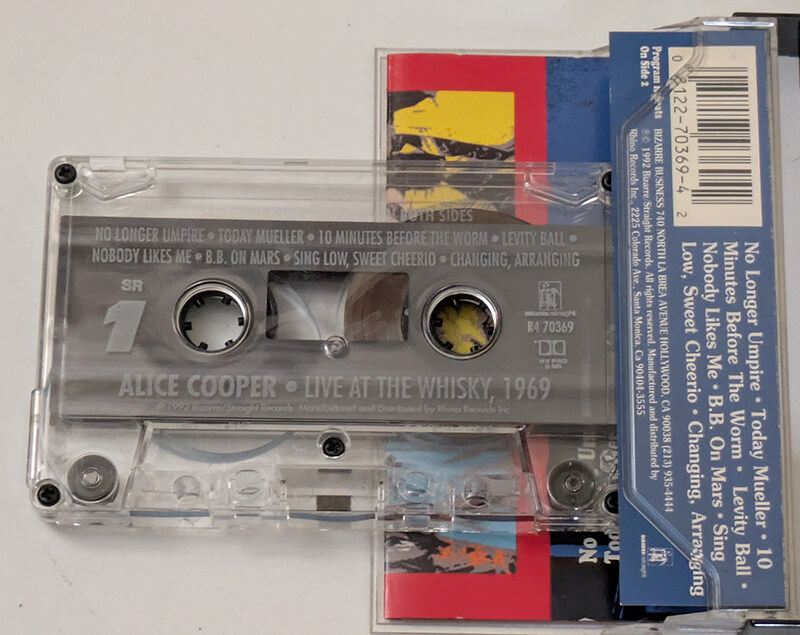 BOTH SIDES
NO LONGER UMPIRE • TODAY MUELLER • 10 MINUTES BEFORE THE WORM • LEVITY BALL •
NOBODY LIKES ME • B.B. ON MARS • SING LOW, SWEET CHEERIO • CHANGING, ARRANGING
SR
1
R4 70369
HX PRO
ALICE COOPER • LIVE AT THE WHISKY, 1969
1992 Bizarre/Straight Records. Manufactured and Distributed by Rhino Records Inc.
Program Repeats
On Side 2
8122-70369-4 2
BIZARRE BUSINESS 740 NORTH LA BREA AVENUE HOLLYWOOD, CA 90038 (213) 935-4444
℗ © 1992 Bizarre/Straight Records. All rights reserved. Manufactured and distributed by
Rhino Records Inc., 2225 Colorado Ave., Santa Monica, Ca 90404-3555
No Longer Umpire • Today Mueller • 10
Minutes Before The Worm • Levity Ball •
Nobody Likes Me • B.B. On Mars • Sing
Low, Sweet Cheerio • Changing, Arranging
No